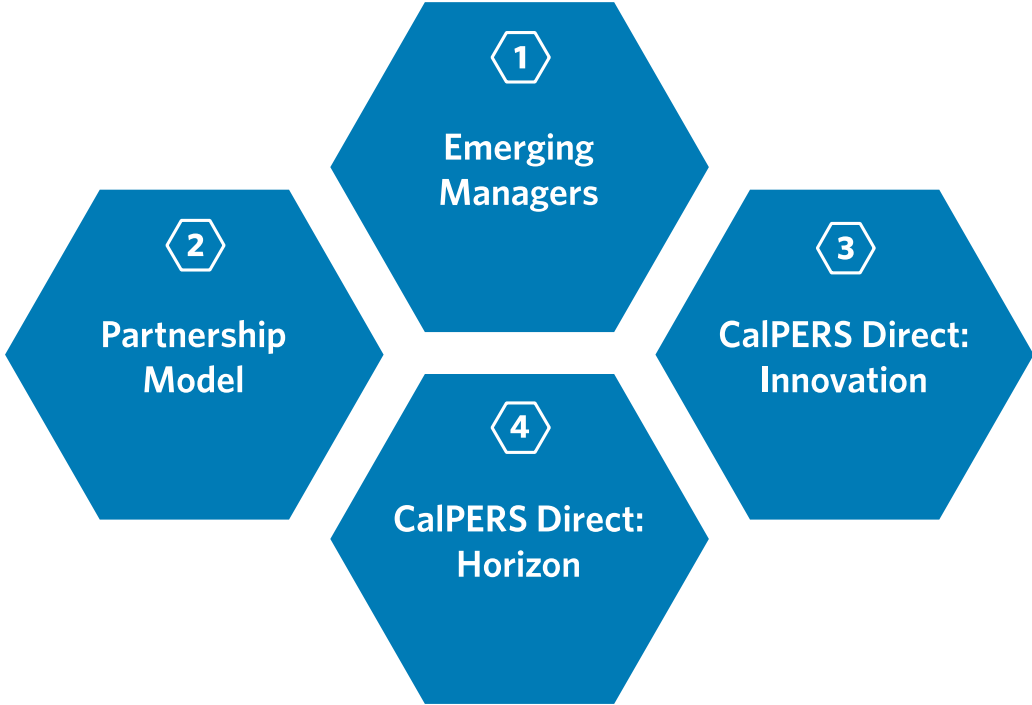 1
Emerging
Managers
2
Partnership
Model
3
CalPERS Direct:
Innovation
4
CalPERS Direct:
Horizon